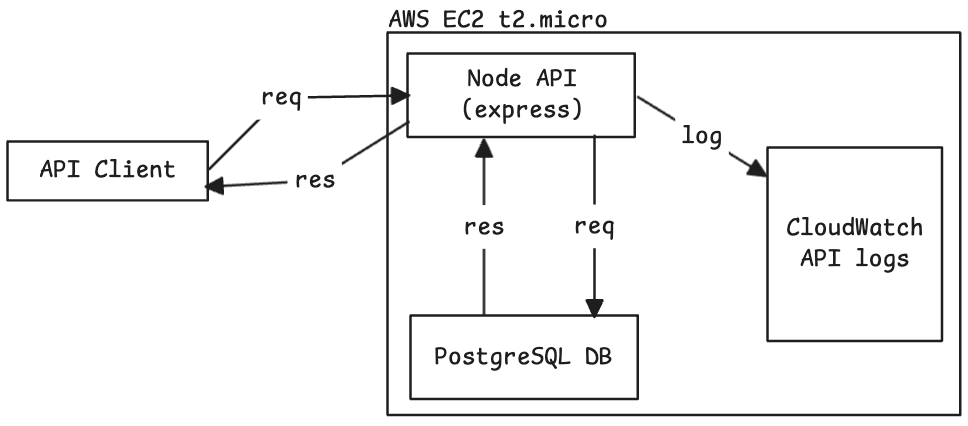 AWS EC2 t2.micro
Node API
(express)
req
log
API Client
res
CloudWatch
API logs
res
req
PostgreSQL DB